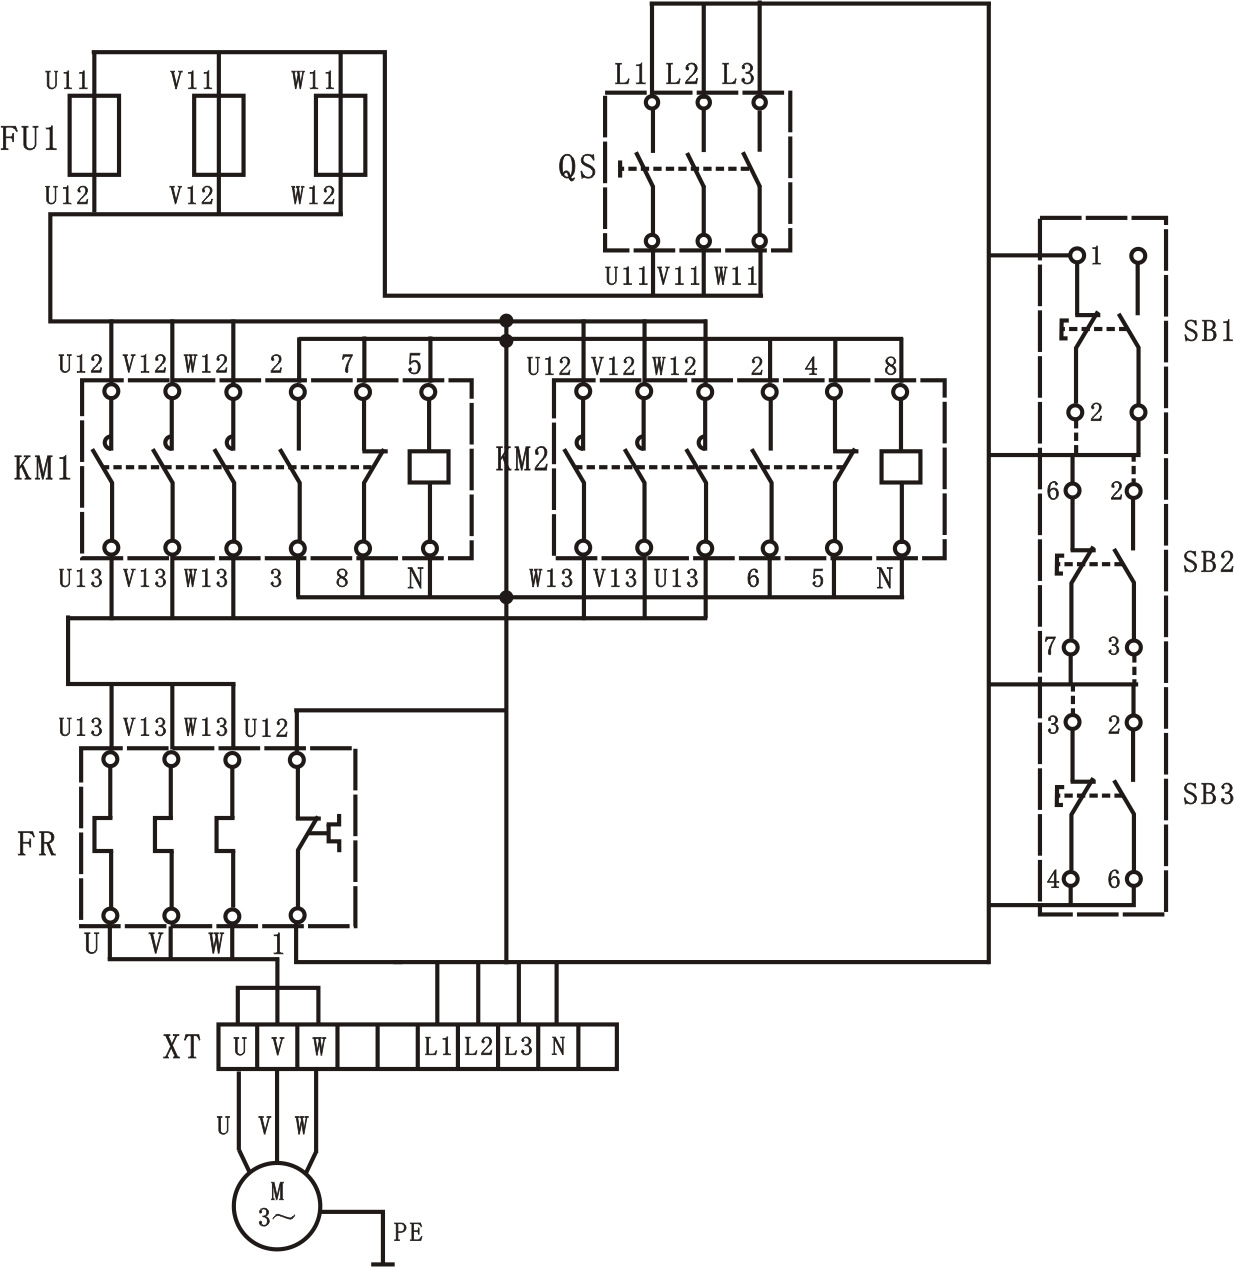 L1 L2 L3
U11 V11 W11
FU1
QS
U12 V12 W12
U11 V11 W11
1
SB1
2
U12 V12 W12 2 7 5
U12 V12 W12 2 4 8
KM1
KM2
6 2
SB2
U13 V13 W13 3 8 N
W13 V13 U13 6 5 N
7 3
U13 V13 W13 U12
3 2
SB3
FR
4 6
U V W 1
XT
U V W L1 L2 L3 N
U V W
M
3～
PE